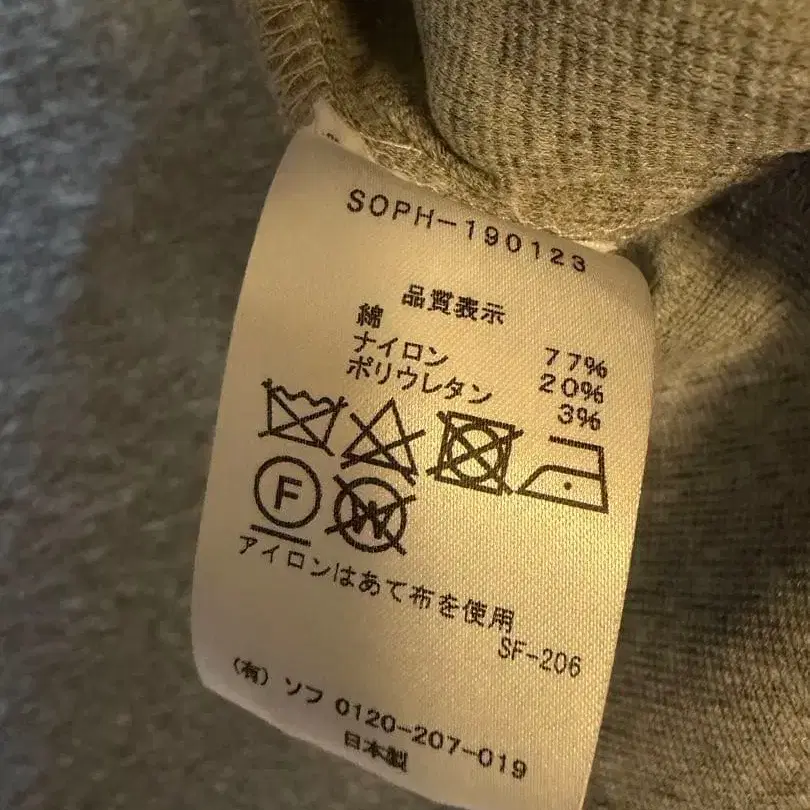 SOPH-190123
品質表示
綿 77%
ナイロン 20%
ポリウレタン 3%
F W
アイロンはあて布を使用
SF-206
(有) ソフ 0120-207-019
日本製